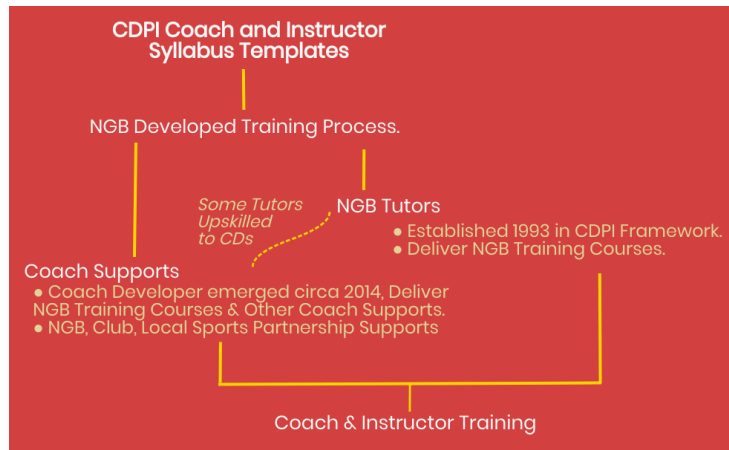 CDPI Coach and Instructor
Syllabus Templates
NGB Developed Training Process.
Some Tutors
Upskilled
to CDs
NGB Tutors
● Established 1993 in CDPI Framework.
● Deliver NGB Training Courses.
Coach Supports
● Coach Developer emerged circa 2014, Deliver
NGB Training Courses & Other Coach Supports.
● NGB, Club, Local Sports Partnership Supports
Coach & Instructor Training